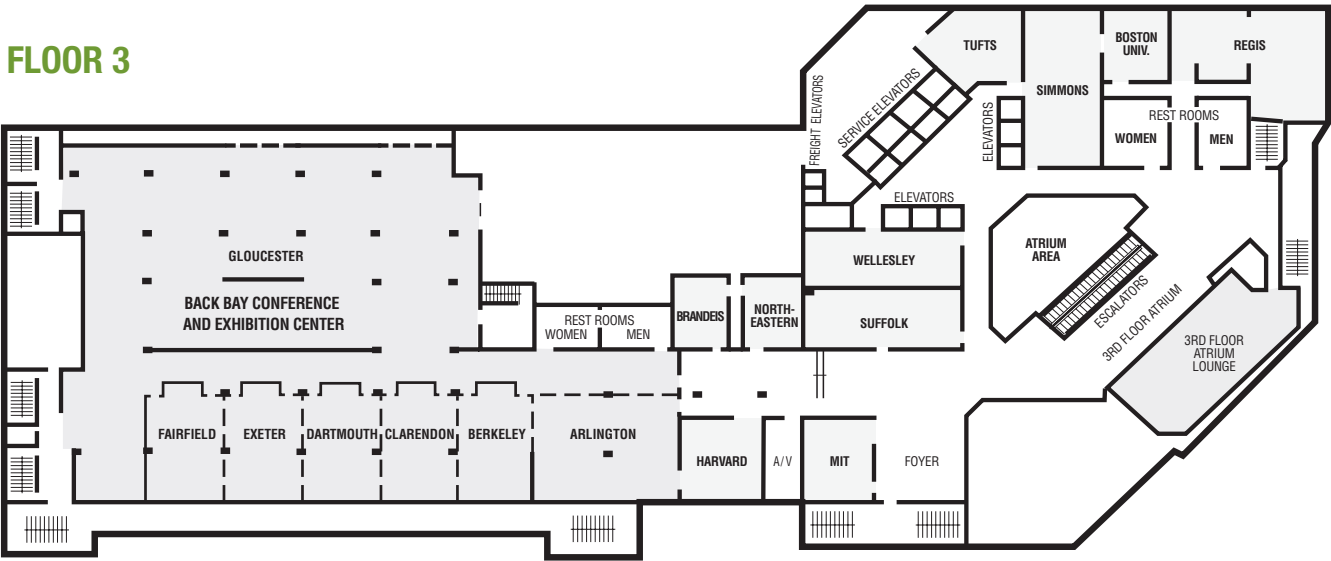 FLOOR 3
TUFTS
SIMMONS
BOSTON
UNIV.
REGIS
FREIGHT ELEVATORS
SERVICE ELEVATORS
ELEVATORS
REST ROOMS
WOMEN
MEN
ELEVATORS
GLOUCESTER
BACK BAY CONFERENCE
AND EXHIBITION CENTER
WELLESLEY
ATRIUM
AREA
ESCALATORS
3RD FLOOR ATRIUM
3RD FLOOR
ATRIUM
LOUNGE
REST ROOMS
WOMEN
MEN
BRANDEIS
NORTH-
EASTERN
SUFFOLK
FAIRFIELD
EXETER
DARTMOUTH
CLARENDON
BERKELEY
ARLINGTON
HARVARD
A/V
MIT
FOYER